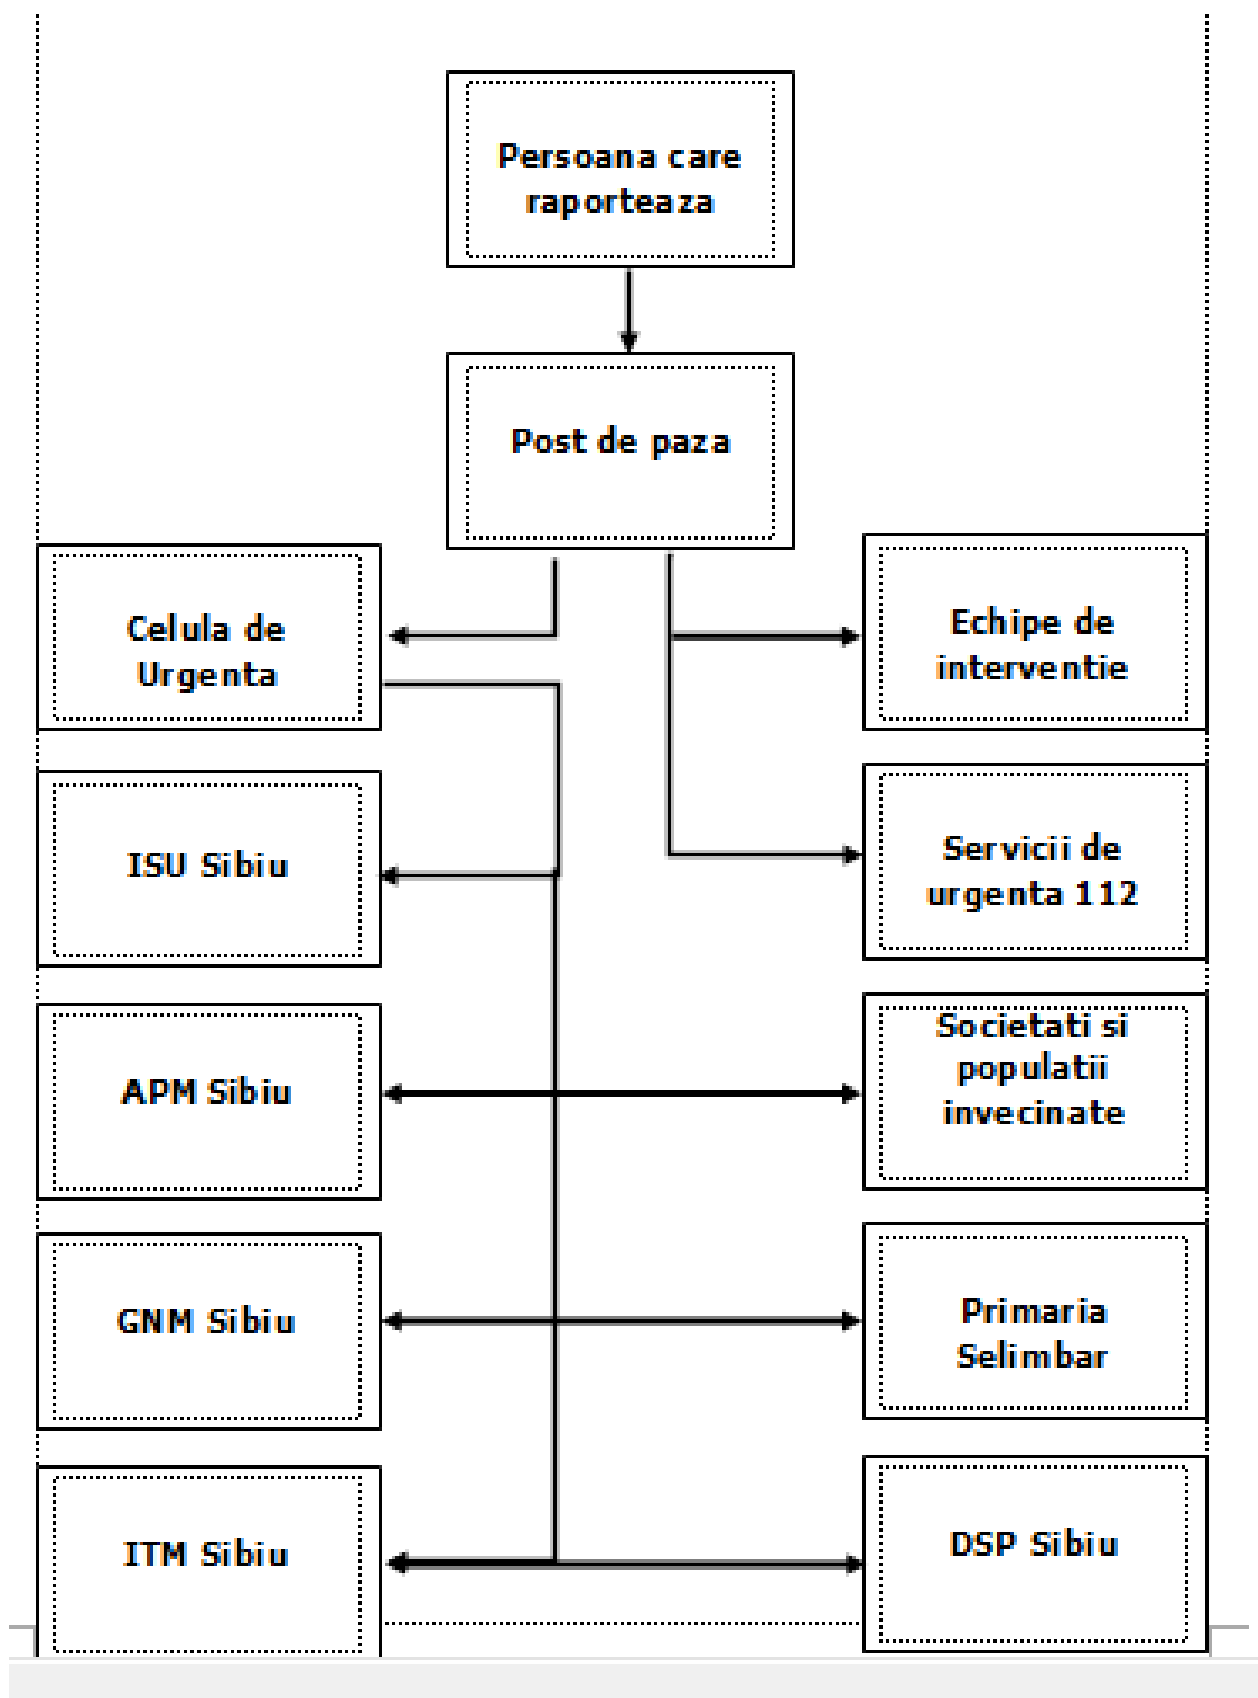 Persoana care
raporteaza
Post de paza
Celula de
Urgenta
Echipe de
interventie
ISU Sibiu
Servicii de
urgenta 112
APM Sibiu
Societati si
populatii
invecinate
GNM Sibiu
Primaria
Selimbar
ITM Sibiu
DSP Sibiu